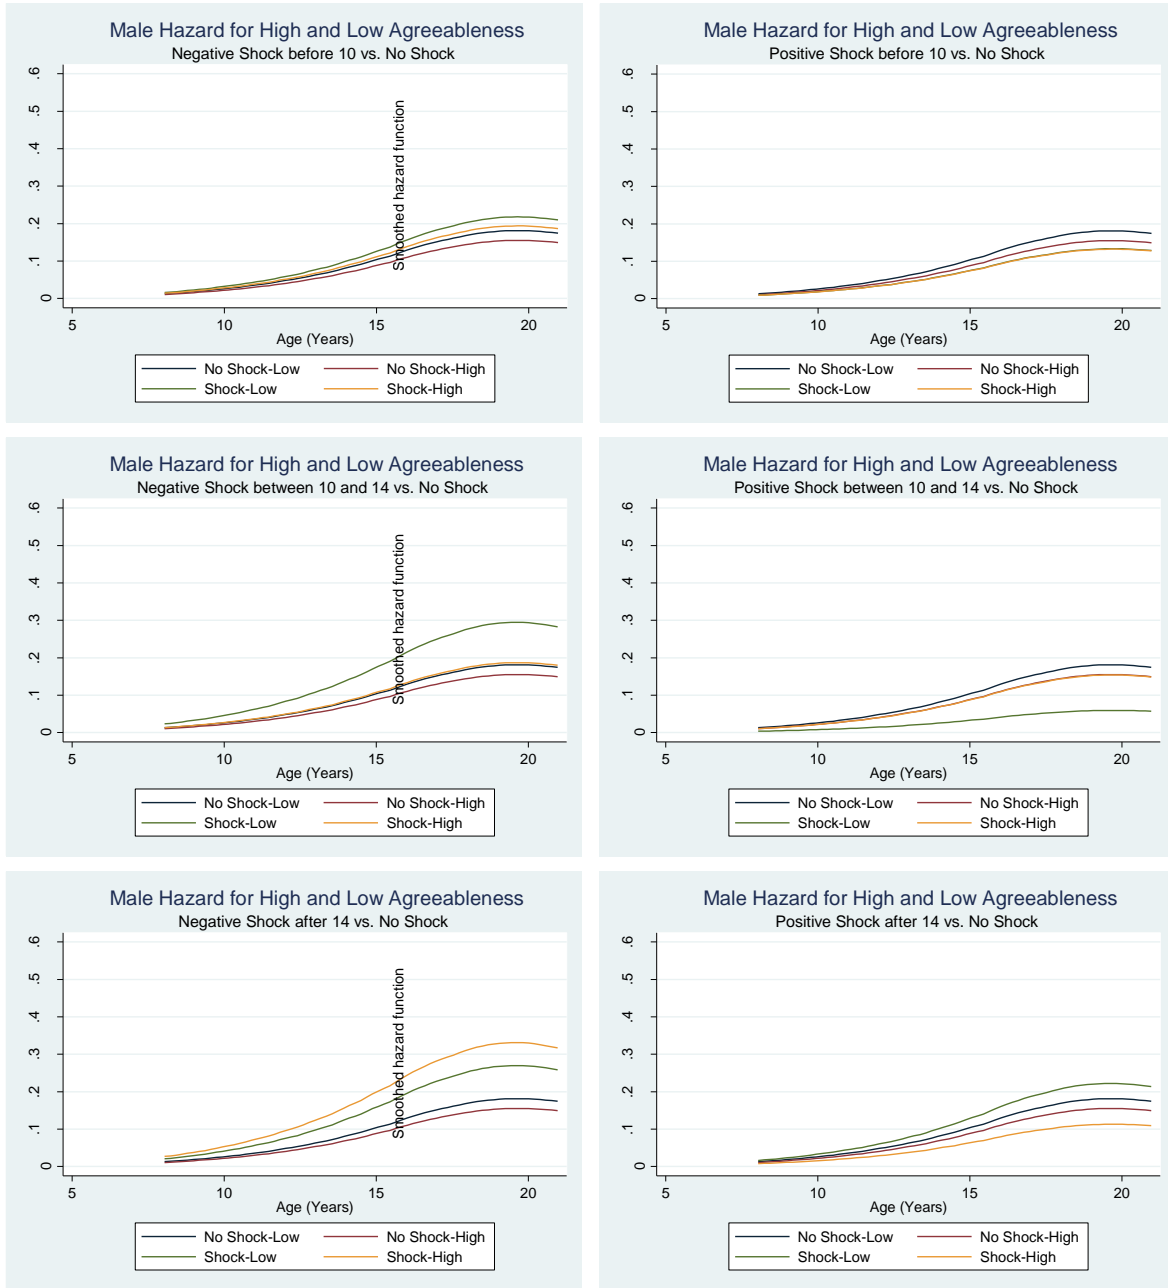 Male Hazard for High and Low Agreeableness
Negative Shock before 10 vs. No Shock
.6
.5
.4
.3
.2
.1
0
Smoothed hazard function
5 10 15 20
Age (Years)
No Shock-Low No Shock-High
Shock-Low Shock-High
Male Hazard for High and Low Agreeableness
Positive Shock before 10 vs. No Shock
.6
.5
.4
.3
.2
.1
0
5 10 15 20
Age (Years)
No Shock-Low No Shock-High
Shock-Low Shock-High
Male Hazard for High and Low Agreeableness
Negative Shock between 10 and 14 vs. No Shock
.6
.5
.4
.3
.2
.1
0
Smoothed hazard function
5 10 15 20
Age (Years)
No Shock-Low No Shock-High
Shock-Low Shock-High
Male Hazard for High and Low Agreeableness
Positive Shock between 10 and 14 vs. No Shock
.6
.5
.4
.3
.2
.1
0
5 10 15 20
Age (Years)
No Shock-Low No Shock-High
Shock-Low Shock-High
Male Hazard for High and Low Agreeableness
Negative Shock after 14 vs. No Shock
.6
.5
.4
.3
.2
.1
0
Smoothed hazard function
5 10 15 20
Age (Years)
No Shock-Low No Shock-High
Shock-Low Shock-High
Male Hazard for High and Low Agreeableness
Positive Shock after 14 vs. No Shock
.6
.5
.4
.3
.2
.1
0
5 10 15 20
Age (Years)
No Shock-Low No Shock-High
Shock-Low Shock-High